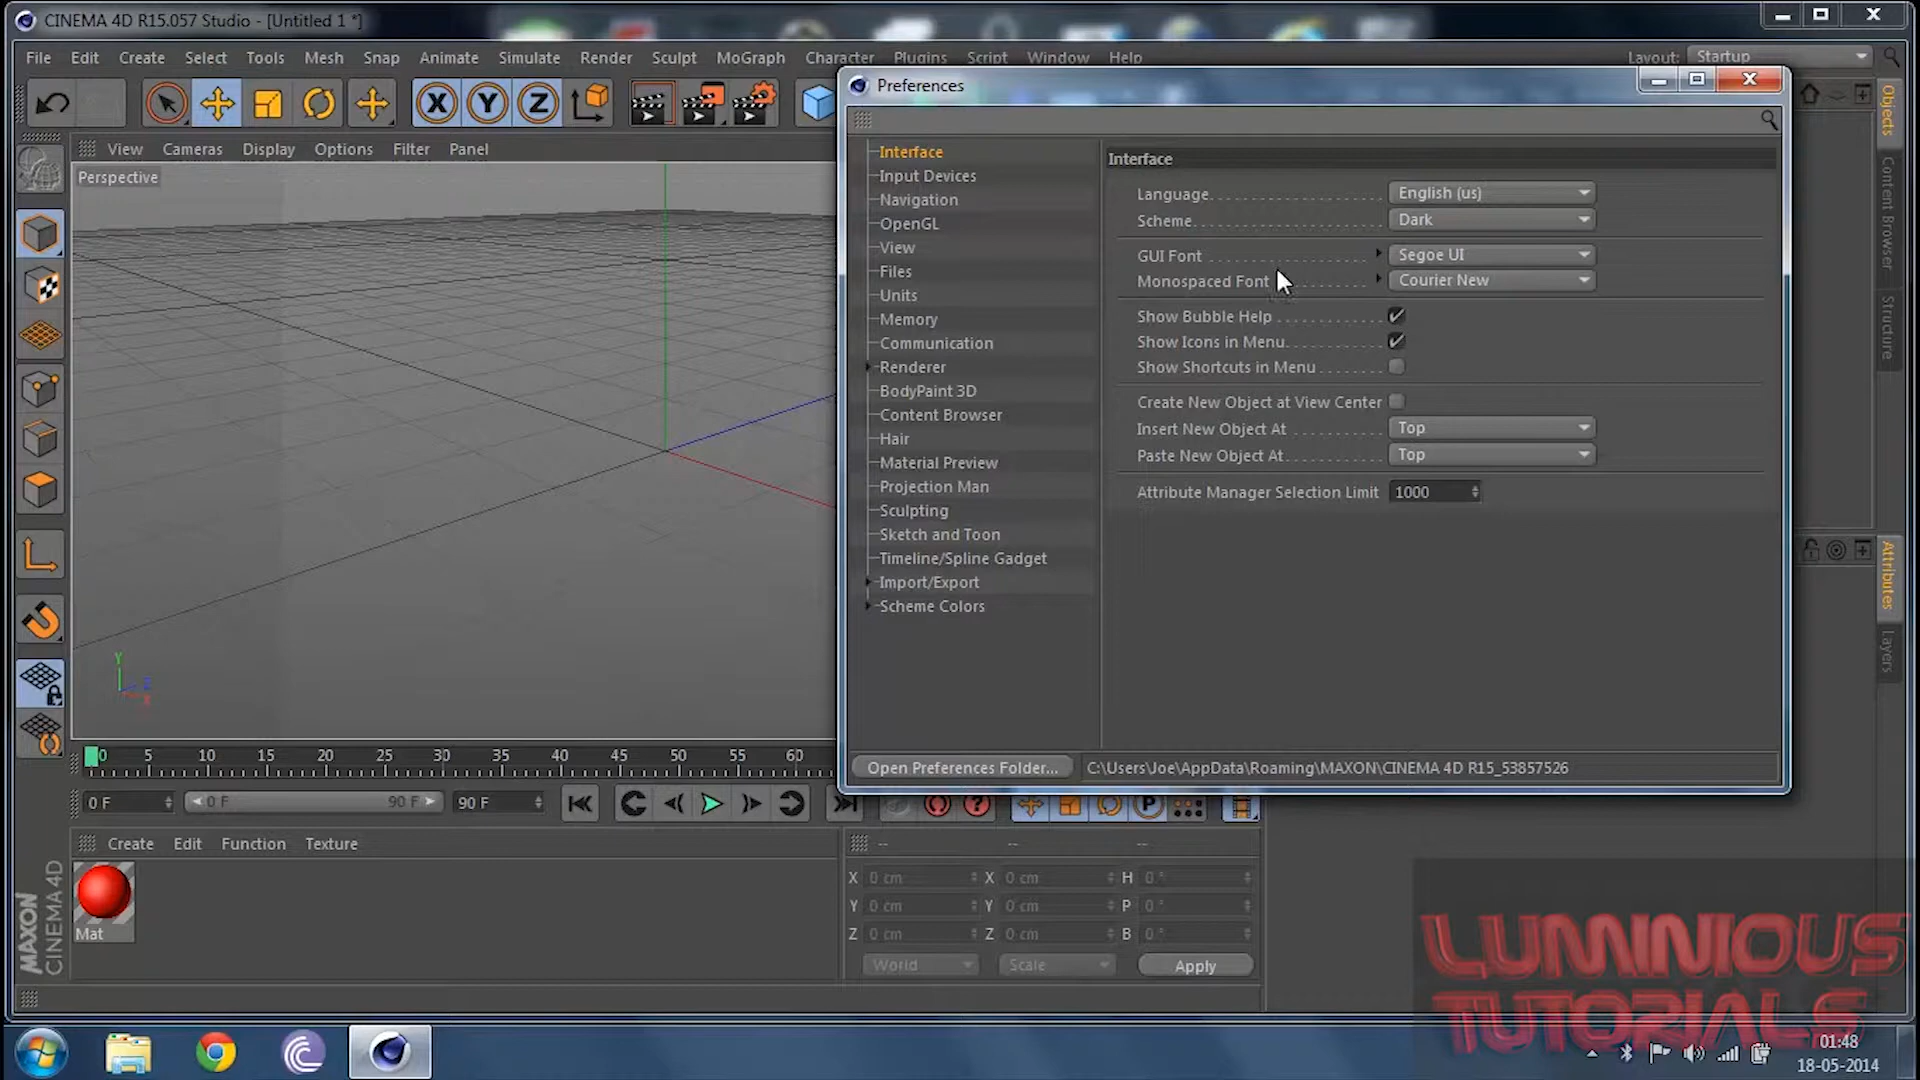 CINEMA 4D R15.057 Studio - [Untitled 1 *]
File Edit Create Select Tools Mesh Snap Animate Simulate Render Sculpt MoGraph Character Plugins Script Window Help Layout: Startup
Preferences
X Y Z
View Cameras Display Options Filter Panel
Perspective
Interface
Input Devices
Navigation
OpenGL
View
Files
Units
Memory
Communication
Renderer
BodyPaint 3D
Content Browser
Hair
Material Preview
Projection Man
Sculpting
Sketch and Toon
Timeline/Spline Gadget
Import/Export
Scheme Colors
Interface
Language English (us)
Scheme Dark
GUI Font Segoe UI
Monospaced Font Courier New
Show Bubble Help
Show Icons in Menu
Show Shortcuts in Menu
Create New Object at View Center
Insert New Object At Top
Paste New Object At Top
Attribute Manager Selection Limit 1000
Open Preferences Folder... C:\Users\Joe\AppData\Roaming\MAXON\CINEMA 4D R15_53857526
Objects
Content Browser
Structure
Attributes
Layers
Y
Z
X
0 5 10 15 20 25 30 35 40 45 50 55 60
0 F 0 F 90 F 90 F
P
Create Edit Function Texture
-- -- --
X 0 cm X 0 cm H 0 °
Y 0 cm Y 0 cm P 0 °
Z 0 cm Z 0 cm B 0 °
World Scale Apply
Mat
MAXON
CINEMA 4D
LUMINIOUS
TUTORIALS
01:48
18-05-2014